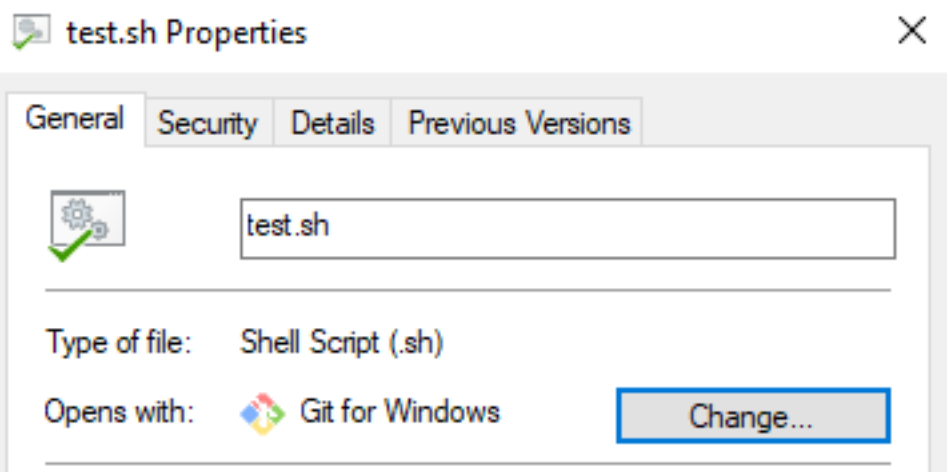 test.sh Properties
General Security Details Previous Versions
test.sh
Type of file: Shell Script (.sh)
Opens with: Git for Windows Change...